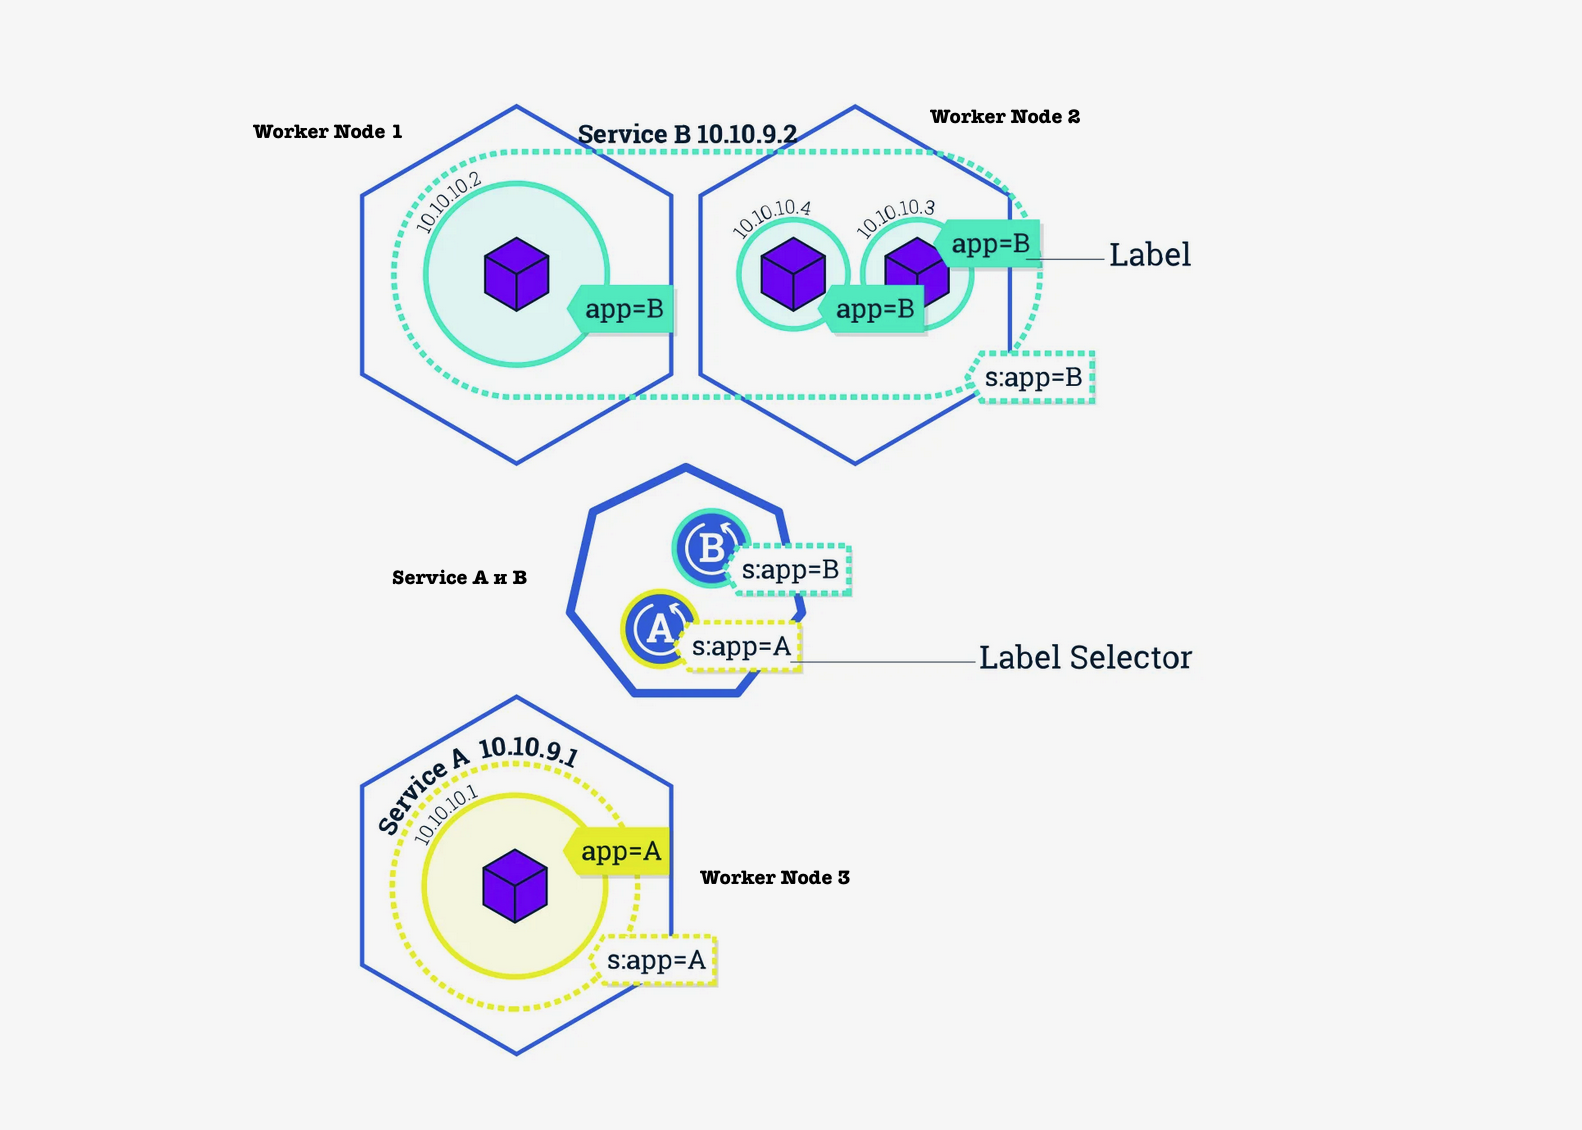 Worker Node 1
Service B 10.10.9.2
Worker Node 2
10.10.10.2
10.10.10.4
10.10.10.3
app=B
Label
app=B
app=B
s:app=B
B
s:app=B
Service A и B
A
s:app=A
Label Selector
Service A 10.10.9.1
10.10.10.1
app=A
Worker Node 3
s:app=A